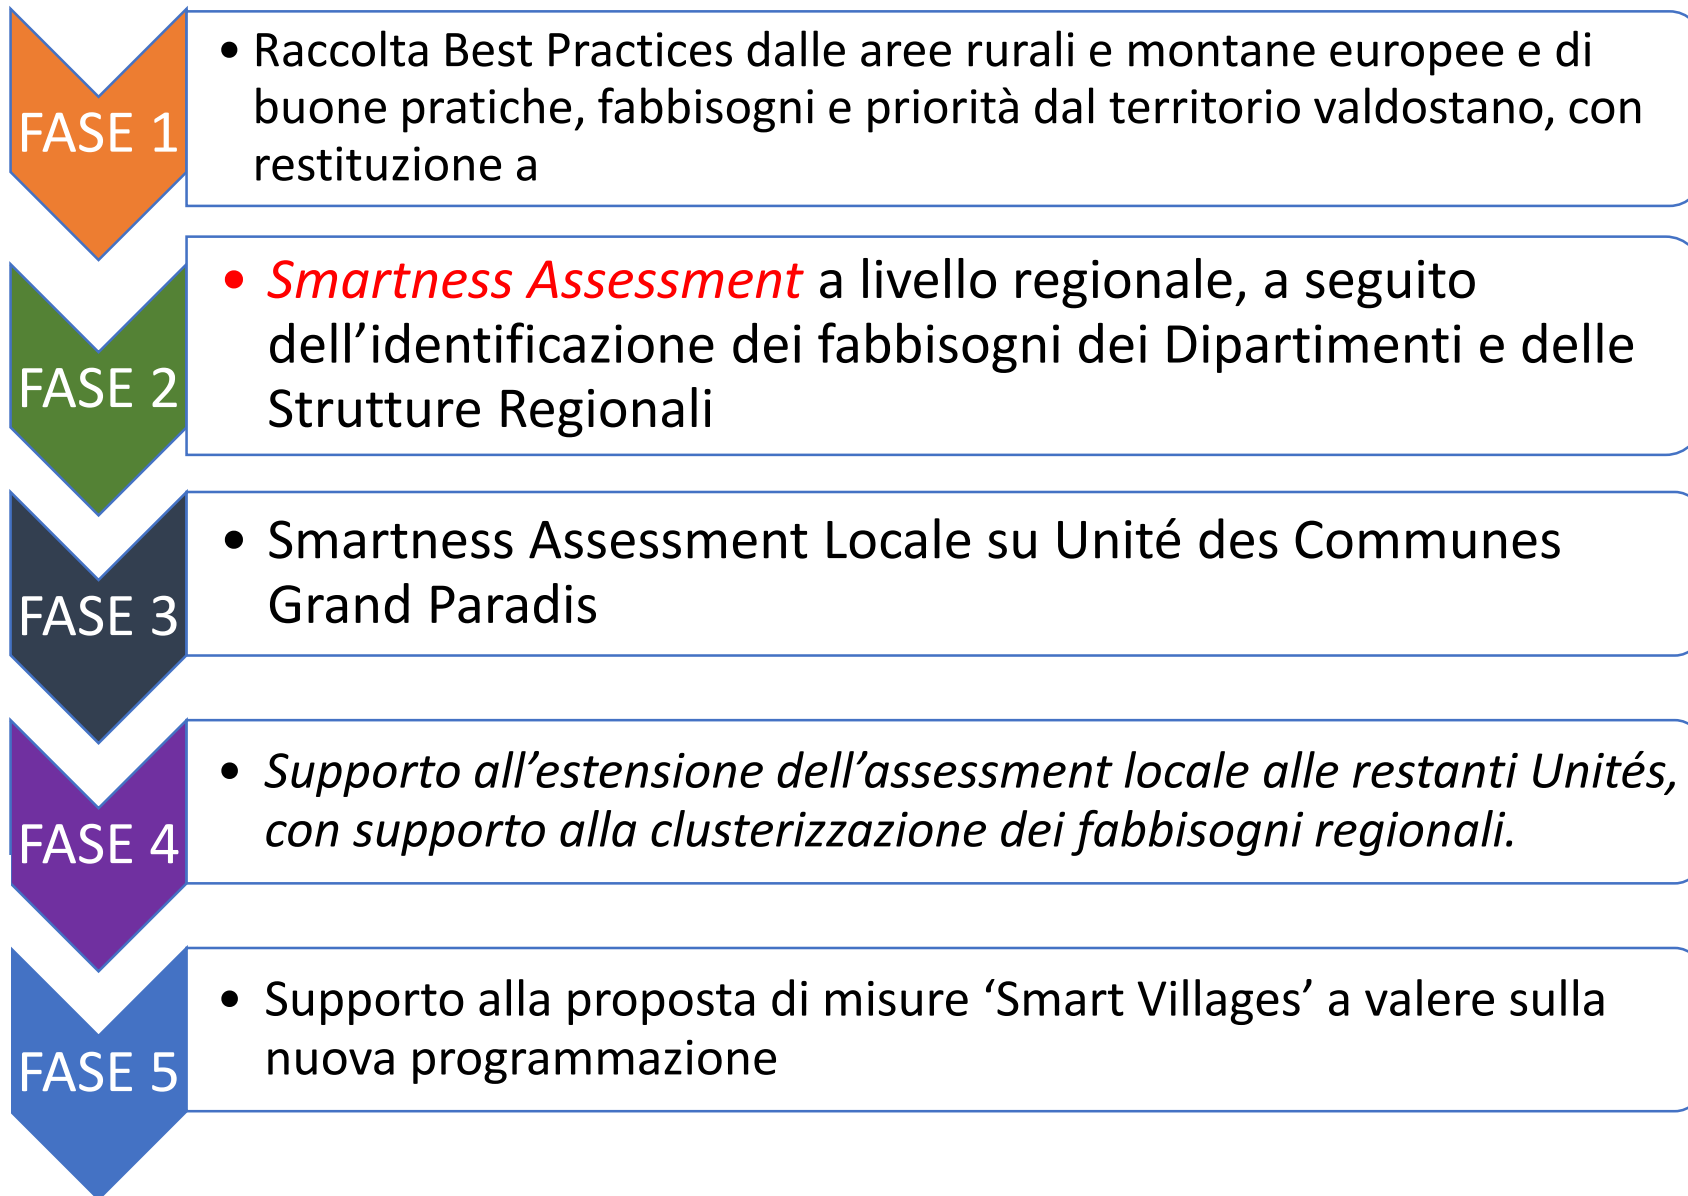 FASE 1
• Raccolta Best Practices dalle aree rurali e montane europee e di
buone pratiche, fabbisogni e priorità dal territorio valdostano, con
restituzione a
FASE 2
• Smartness Assessment a livello regionale, a seguito
dell’identificazione dei fabbisogni dei Dipartimenti e delle
Strutture Regionali
FASE 3
• Smartness Assessment Locale su Unité des Communes
Grand Paradis
FASE 4
• Supporto all’estensione dell’assessment locale alle restanti Unités,
con supporto alla clusterizzazione dei fabbisogni regionali.
FASE 5
• Supporto alla proposta di misure ‘Smart Villages’ a valere sulla
nuova programmazione